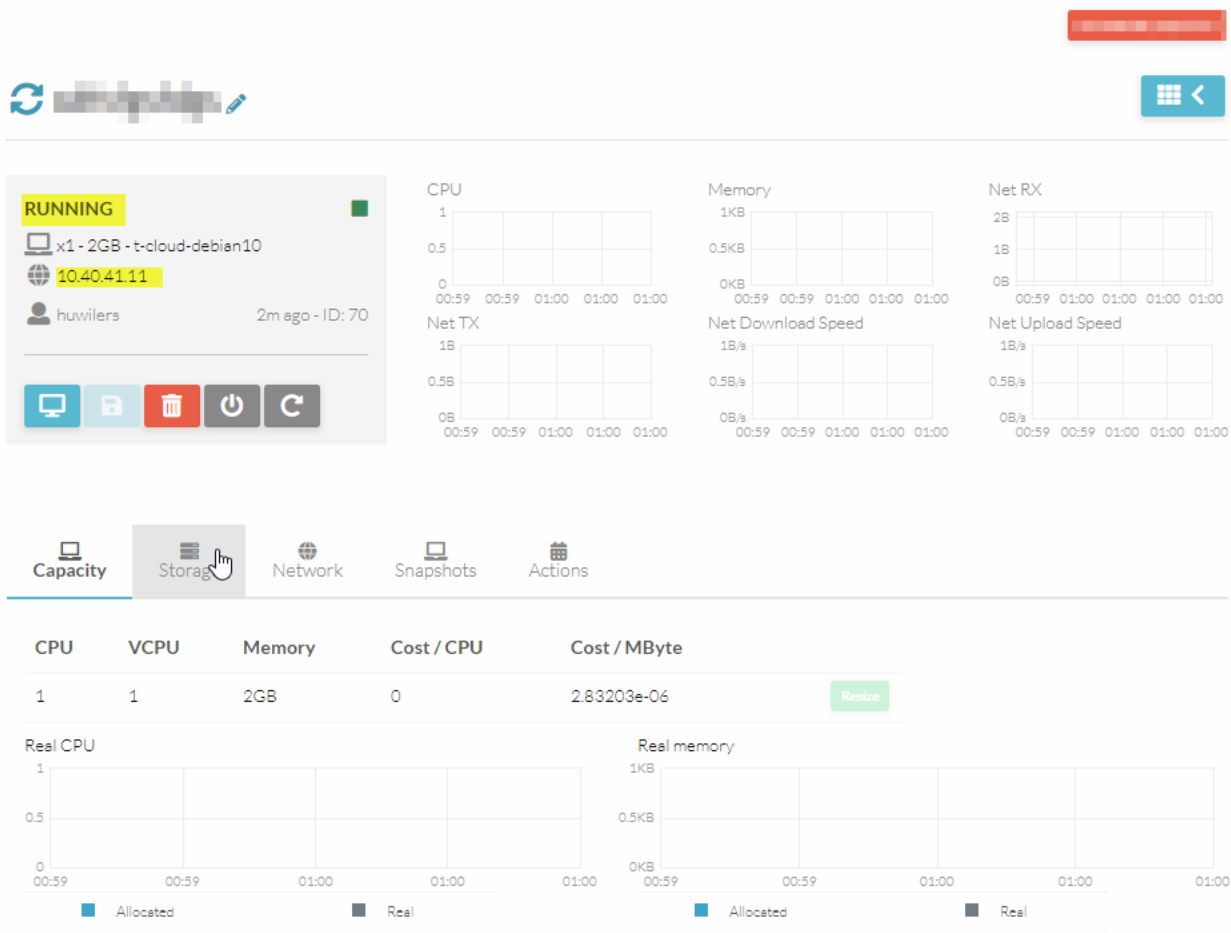 RUNNING
x1 - 2GB - t-cloud-debian10
10.40.41.11
huwilers 2m ago - ID: 70
CPU
1
0.5
0
00:59 00:59 01:00 01:00 01:00
Memory
1KB
0.5KB
0KB
00:59 00:59 01:00 01:00 01:00
Net RX
2B
1B
0B
00:59 01:00 01:00 01:00 01:00
Net TX
1B
0.5B
0B
00:59 00:59 01:00 01:00 01:00
Net Download Speed
1B/s
0.5B/s
0B/s
00:59 00:59 01:00 01:00 01:00
Net Upload Speed
1B/s
0.5B/s
0B/s
00:59 00:59 01:00 01:00 01:00
Capacity Storag Network Snapshots Actions
CPU VCPU Memory Cost / CPU Cost / MByte
1 1 2GB 0 2.83203e-06 Resize
Real CPU
1
0.5
0
00:59 00:59 01:00 01:00 01:00
Allocated Real
Real memory
1KB
0.5KB
0KB
00:59 00:59 01:00 01:00 01:00
Allocated Real